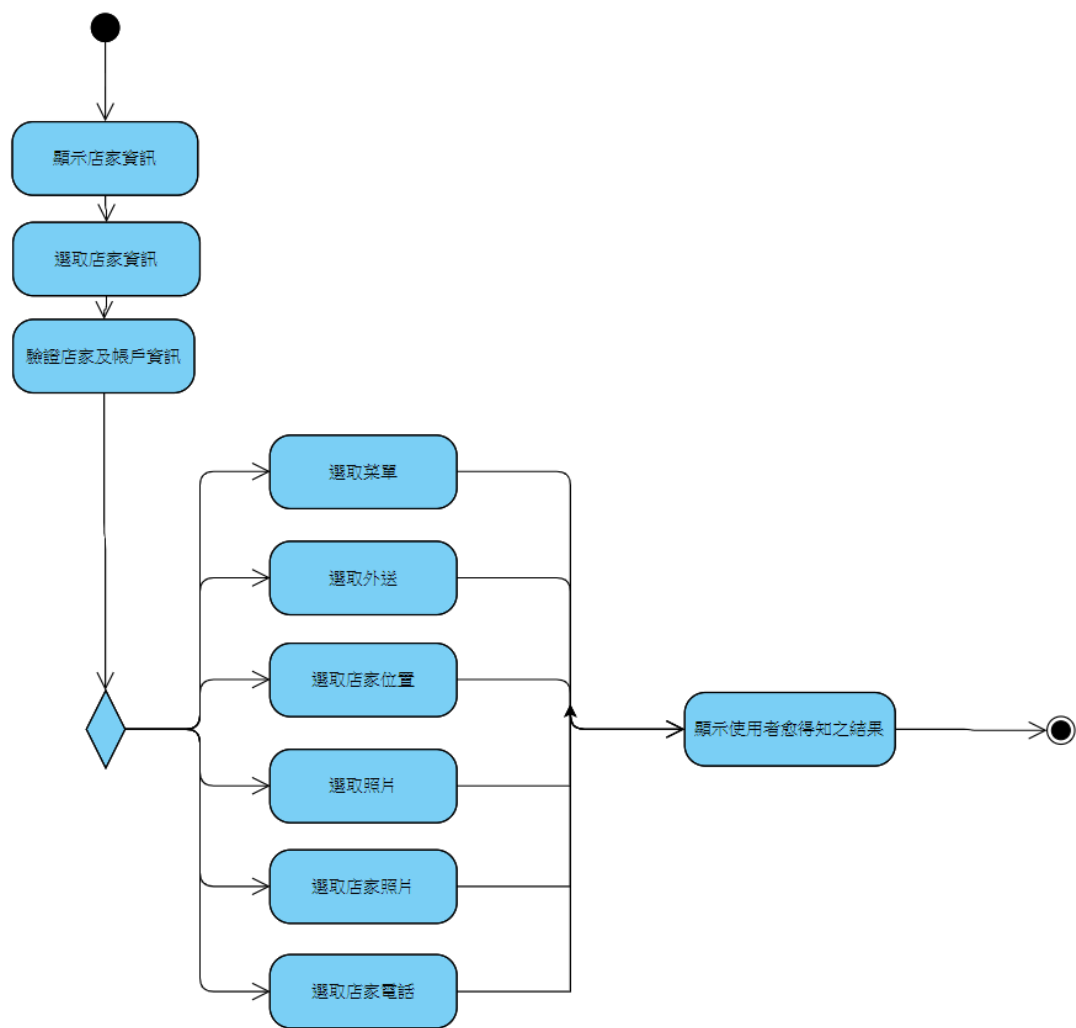 顯示店家資訊
選取店家資訊
驗證店家及帳戶資訊
選取菜單
選取外送
選取店家位置
選取照片
選取店家照片
選取店家電話
顯示使用者愈得知之結果